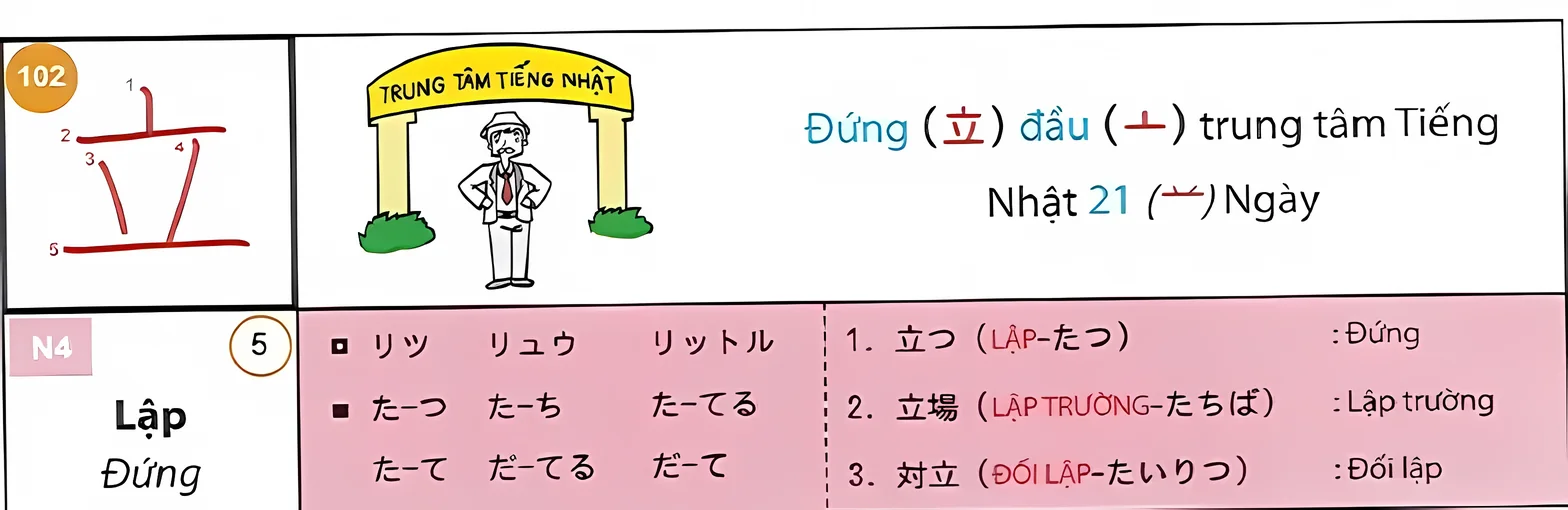 102
1
2
3
4
5
TRUNG TÂM TIẾNG NHẬT
Đứng (立) đầu (亠) trung tâm Tiếng
Nhật 21 (䒑) Ngày
N4
5
Lập
Đứng
リツ リュウ リットル
た-つ た-ち た-てる
た-て だ-てる だ-て
1. 立つ (LẬP-たつ) : Đứng
2. 立場 (LẬP TRƯỜNG-たちば) : Lập trường
3. 対立 (ĐỐI LẬP-たいりつ) : Đối lập